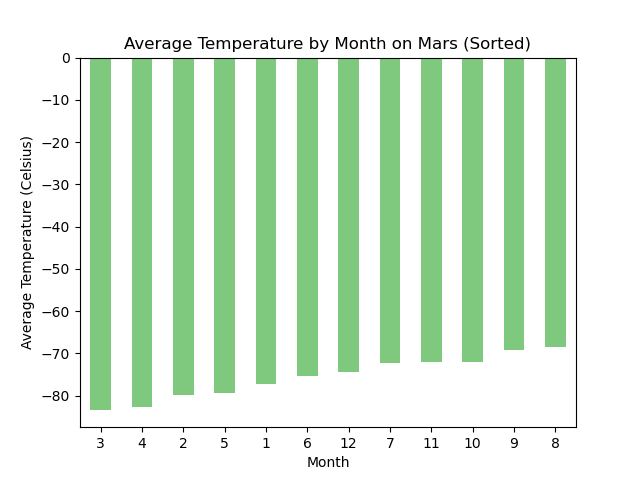 Average Temperature by Month on Mars (Sorted)
Average Temperature (Celsius)
0
−10
−20
−30
−40
−50
−60
−70
−80
3 4 2 5 1 6 12 7 11 10 9 8
Month